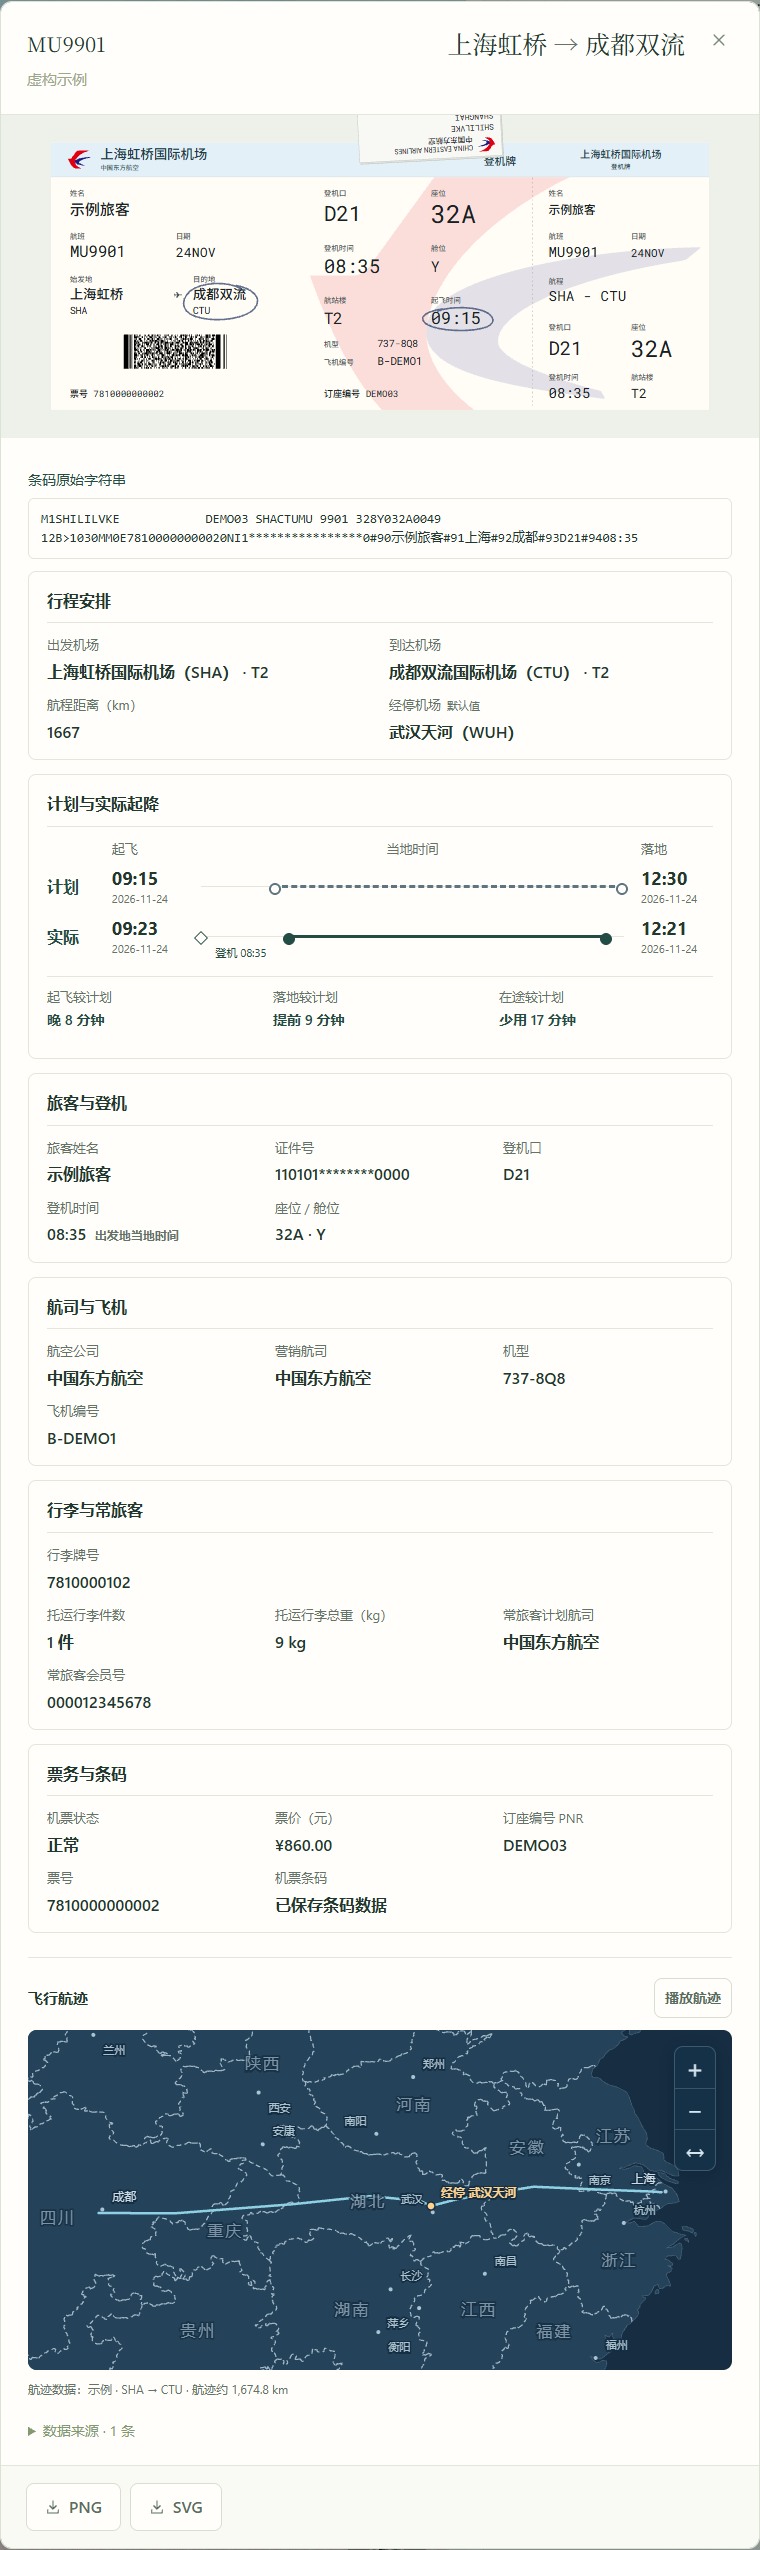 MU9901
上海虹桥 → 成都双流
虚构示例
SHANGHAI
SHILILVKE
中国东方航空
CHINA EASTERN AIRLINES
上海虹桥国际机场
中国东方航空
登机牌
上海虹桥国际机场
登机牌
姓名
示例旅客
登机口
D21
座位
32A
姓名
示例旅客
航班
MU9901
日期
24NOV
登机时间
08:35
舱位
Y
航班
MU9901
日期
24NOV
始发地
上海虹桥
SHA
目的地
成都双流
CTU
航站楼
T2
起飞时间
09:15
航程
SHA - CTU
机型 737-8Q8
飞机编号 B-DEMO1
登机口
D21
座位
32A
登机时间
08:35
航站楼
T2
票号 7810000000002
订座编号 DEMO03
条码原始字符串
M1SHILILVKE DEMO03 SHACTUMU 9901 328Y032A0049
12B>1030MM0E78100000000020NI1****************0#90示例旅客#91上海#92成都#93D21#9408:35
行程安排
出发机场
上海虹桥国际机场（SHA） · T2
到达机场
成都双流国际机场（CTU） · T2
航程距离（km）
1667
经停机场 默认值
武汉天河（WUH）
计划与实际起降
起飞 当地时间 落地
计划 09:15 12:30
2026-11-24 2026-11-24
实际 09:23 12:21
2026-11-24 2026-11-24
登机 08:35
起飞较计划
晚 8 分钟
落地较计划
提前 9 分钟
在途较计划
少用 17 分钟
旅客与登机
旅客姓名
示例旅客
证件号
110101********0000
登机口
D21
登机时间
08:35 出发地当地时间
座位 / 舱位
32A · Y
航司与飞机
航空公司
中国东方航空
营销航司
中国东方航空
机型
737-8Q8
飞机编号
B-DEMO1
行李与常旅客
行李牌号
7810000102
托运行李件数
1 件
托运行李总重（kg）
9 kg
常旅客计划航司
中国东方航空
常旅客会员号
000012345678
票务与条码
机票状态
正常
票价（元）
¥860.00
订座编号 PNR
DEMO03
票号
7810000000002
机票条码
已保存条码数据
飞行航迹
播放航迹
兰州
陕西
郑州
+
西安
河南
南阳
−
安康
江苏
安徽
↔
南京
上海
成都
经停 武汉天河
武汉
湖北
四川
重庆
杭州
浙江
南昌
长沙
湖南
江西
萍乡
贵州
福建
衡阳
福州
航迹数据：示例 · SHA → CTU · 航迹约 1,674.8 km
▶ 数据来源 · 1 条
PNG
SVG